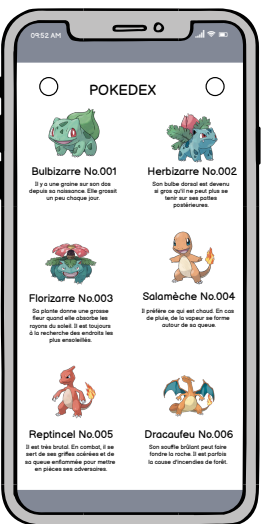 09:52 AM
POKEDEX
Bulbizarre No.001
Il y a une graine sur son dos
depuis sa naissance. Elle grossit
un peu chaque jour.
Herbizarre No.002
Son bulbe dorsal est devenu
si gros qu'il ne peut plus se
tenir sur ses pattes
postérieures.
Florizarre No.003
Sa plante donne une grosse
fleur quand elle absorbe les
rayons du soleil. Il est toujours
à la recherche des endroits les
plus ensoleillés.
Salamèche No.004
Il préfère ce qui est chaud. En cas
de pluie, de la vapeur se forme
autour de sa queue.
Reptincel No.005
Il est très brutal. En combat, il se
sert de ses griffes acérées et de
sa queue enflammée pour mettre
en pièces ses adversaires.
Dracaufeu No.006
Son souffle brûlant peut faire
fondre la roche. Il est parfois
la cause d'incendies de forêt.